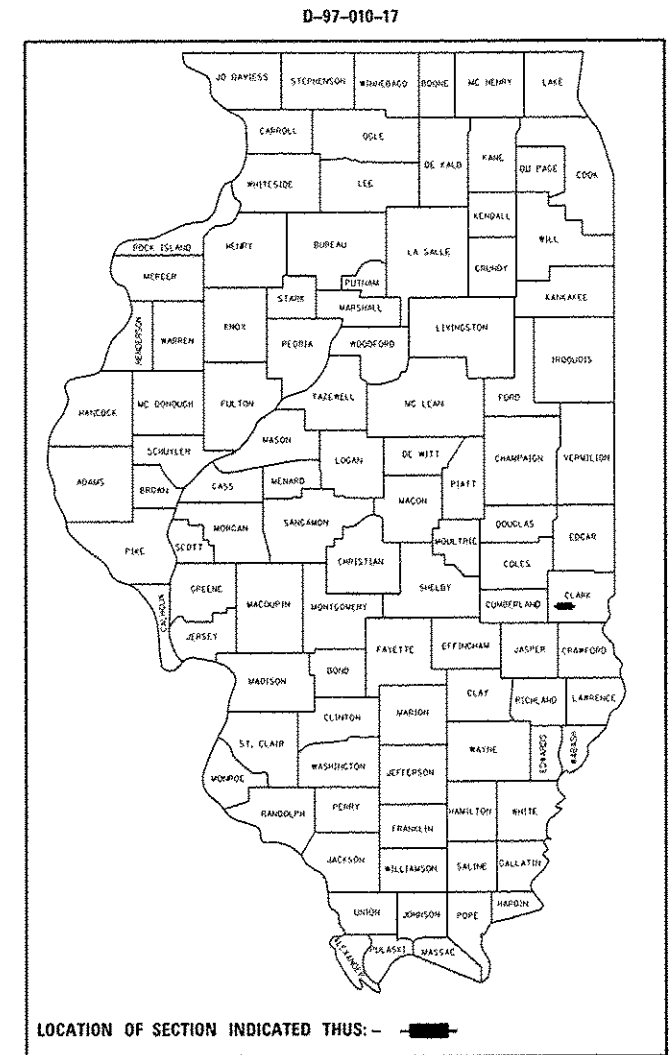 D-97-010-17
JO DAVIESS STEPHENSON WINNEBAGO BOONE MC HENRY LAKE
CARROLL OGLE DE KALB KANE DU PAGE COOK
WHITESIDE LEE KENDALL WILL
ROCK ISLAND HENRY BUREAU LA SALLE GRUNDY
MERCER PUTNAM KANKAKEE
STARK MARSHALL
HENDERSON WARREN KNOX PEORIA WOODFORD LIVINGSTON IROQUOIS
HANCOCK MC DONOUGH FULTON TAZEWELL MC LEAN FORD
MASON
SCHUYLER LOGAN DE WITT CHAMPAIGN VERMILION
ADAMS BROWN CASS MENARD MACON PIATT
PIKE SCOTT MORGAN SANGAMON MOULTRIE DOUGLAS EDGAR
CHRISTIAN COLES
CALHOUN GREENE MACOUPIN MONTGOMERY SHELBY CUMBERLAND CLARK
JERSEY FAYETTE EFFINGHAM JASPER CRAWFORD
MADISON BOND CLAY RICHLAND LAWRENCE
CLINTON MARION
ST. CLAIR WAYNE EDWARDS WABASH
MONROE WASHINGTON JEFFERSON
RANDOLPH PERRY HAMILTON WHITE
FRANKLIN
JACKSON WILLIAMSON SALINE GALLATIN
UNION JOHNSON POPE HARDIN
ALEXANDER PULASKI MASSAC
LOCATION OF SECTION INDICATED THUS: -